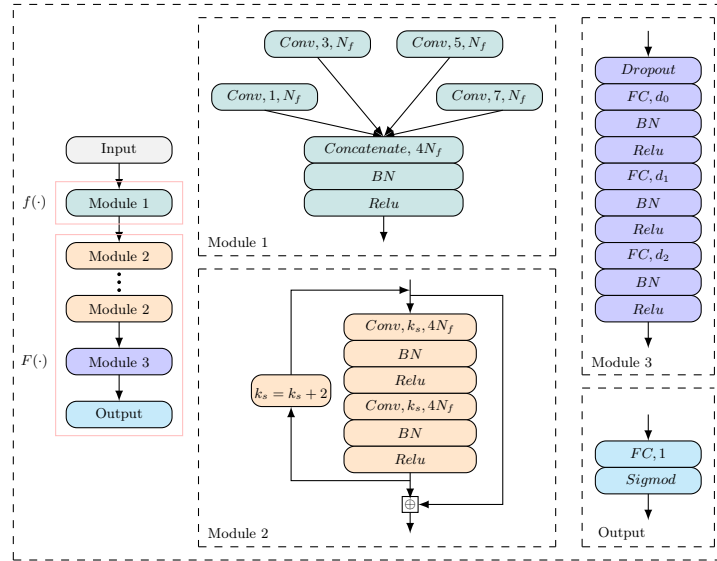 Input
f(·)
Module 1
Module 2
Module 2
F(·)
Module 3
Output
Conv, 3, N_f
Conv, 5, N_f
Conv, 1, N_f
Conv, 7, N_f
Concatenate, 4N_f
BN
Relu
Module 1
Conv, k_s, 4N_f
BN
Relu
k_s = k_s + 2
Conv, k_s, 4N_f
BN
Relu
⊕
Module 2
Dropout
FC, d_0
BN
Relu
FC, d_1
BN
Relu
FC, d_2
BN
Relu
Module 3
FC, 1
Sigmod
Output